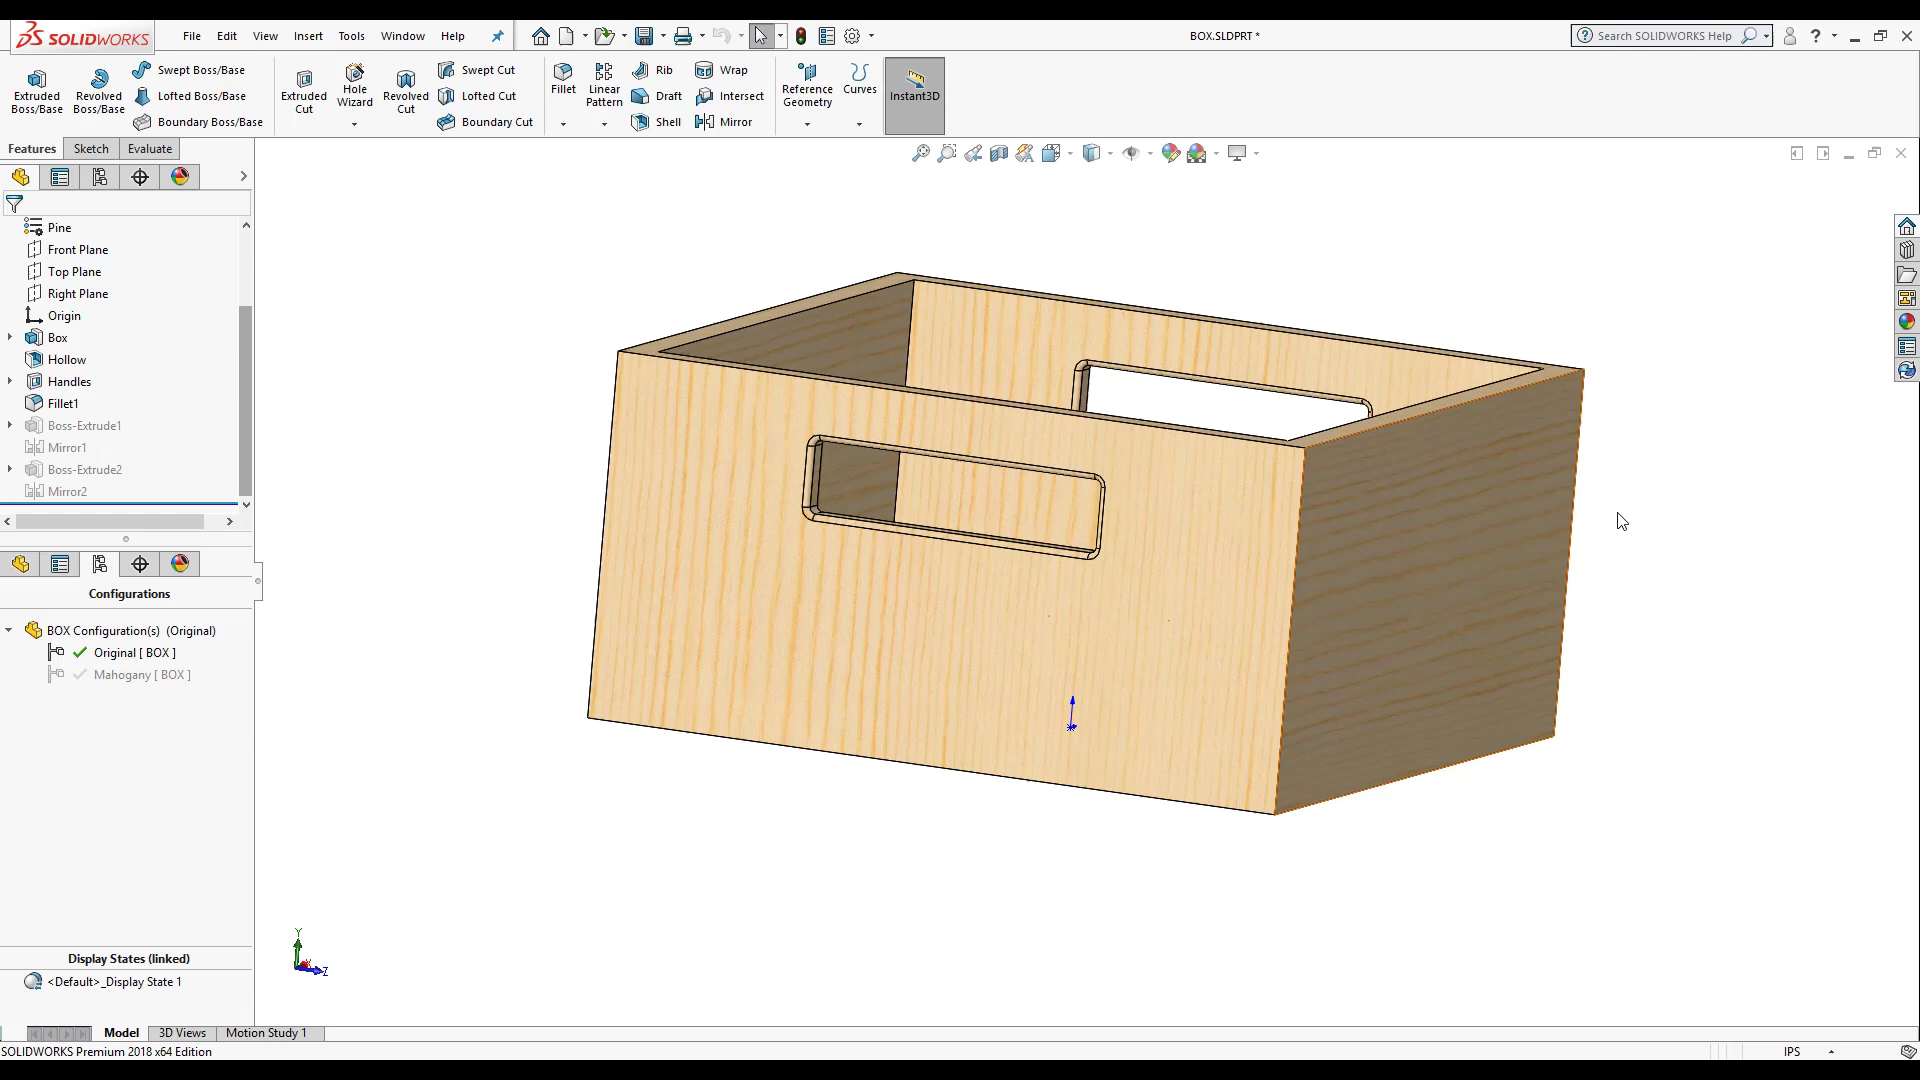 SOLIDWORKS
File Edit View Insert Tools Window Help
BOX.SLDPRT *
Search SOLIDWORKS Help
?
Extruded Boss/Base
Revolved Boss/Base
Swept Boss/Base
Lofted Boss/Base
Boundary Boss/Base
Extruded Cut
Hole Wizard
Revolved Cut
Swept Cut
Lofted Cut
Boundary Cut
Fillet
Linear Pattern
Rib
Draft
Shell
Wrap
Intersect
Mirror
Reference Geometry
Curves
Instant3D
Features Sketch Evaluate
Pine
Front Plane
Top Plane
Right Plane
Origin
Box
Hollow
Handles
Fillet1
Boss-Extrude1
Mirror1
Boss-Extrude2
Mirror2
Configurations
BOX Configuration(s) (Original)
Original [ BOX ]
Mahogany [ BOX ]
Display States (linked)
<Default>_Display State 1
Y
X
Z
Model 3D Views Motion Study 1
SOLIDWORKS Premium 2018 x64 Edition
IPS